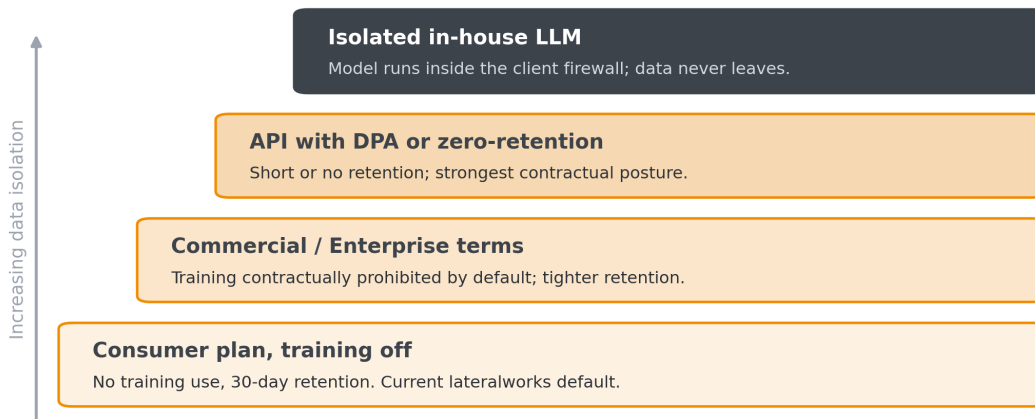 Isolated in-house LLM
Model runs inside the client firewall; data never leaves.
API with DPA or zero-retention
Short or no retention; strongest contractual posture.
Commercial / Enterprise terms
Training contractually prohibited by default; tighter retention.
Consumer plan, training off
No training use, 30-day retention. Current lateralworks default.
Increasing data isolation